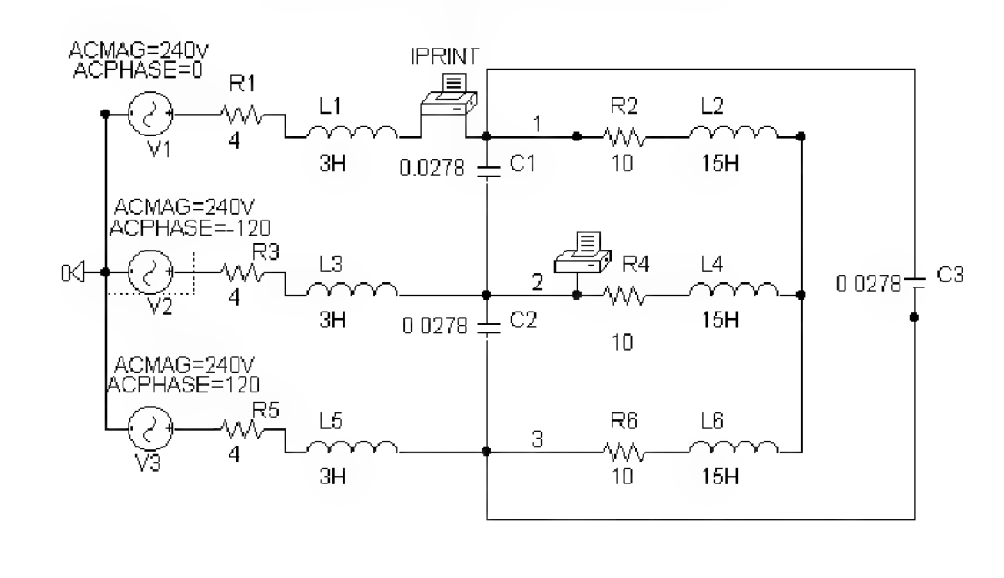 ACMAG=240V
ACPHASE=0
IPRINT
R1
L1
R2
L2
V1
4
3H
1
10
15H
0.0278
C1
ACMAG=240V
ACPHASE=-120
R3
L3
R4
L4
0
V2
4
3H
2
10
15H
0.0278
C2
0.0278
C3
ACMAG=240V
ACPHASE=120
R5
L5
R6
L6
V3
4
3H
3
10
15H